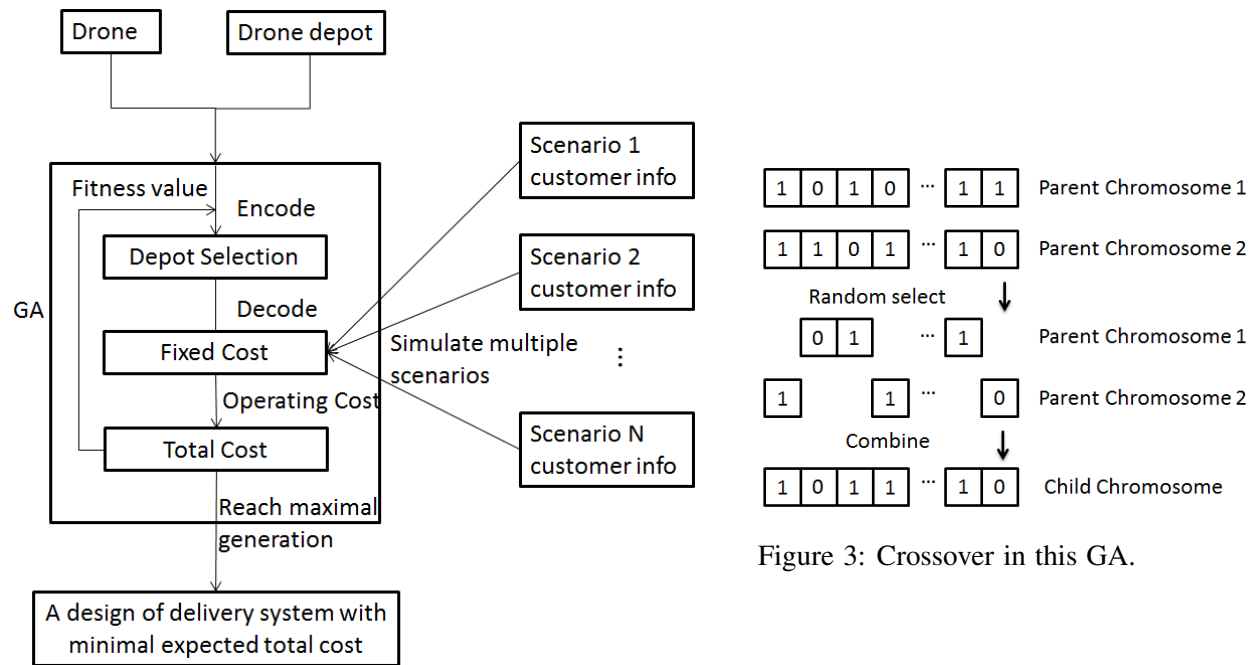 Drone
Drone depot
Fitness value
Encode
Depot Selection
Decode
GA
Fixed Cost
Operating Cost
Total Cost
Reach maximal
generation
A design of delivery system with
minimal expected total cost
Scenario 1
customer info
Scenario 2
customer info
Simulate multiple
scenarios
⋮
Scenario N
customer info
1 0 1 0 ... 1 1 Parent Chromosome 1
1 1 0 1 ... 1 0 Parent Chromosome 2
Random select
0 1 ... 1 Parent Chromosome 1
1 1 ... 0 Parent Chromosome 2
Combine
1 0 1 1 ... 1 0 Child Chromosome
Figure 3: Crossover in this GA.